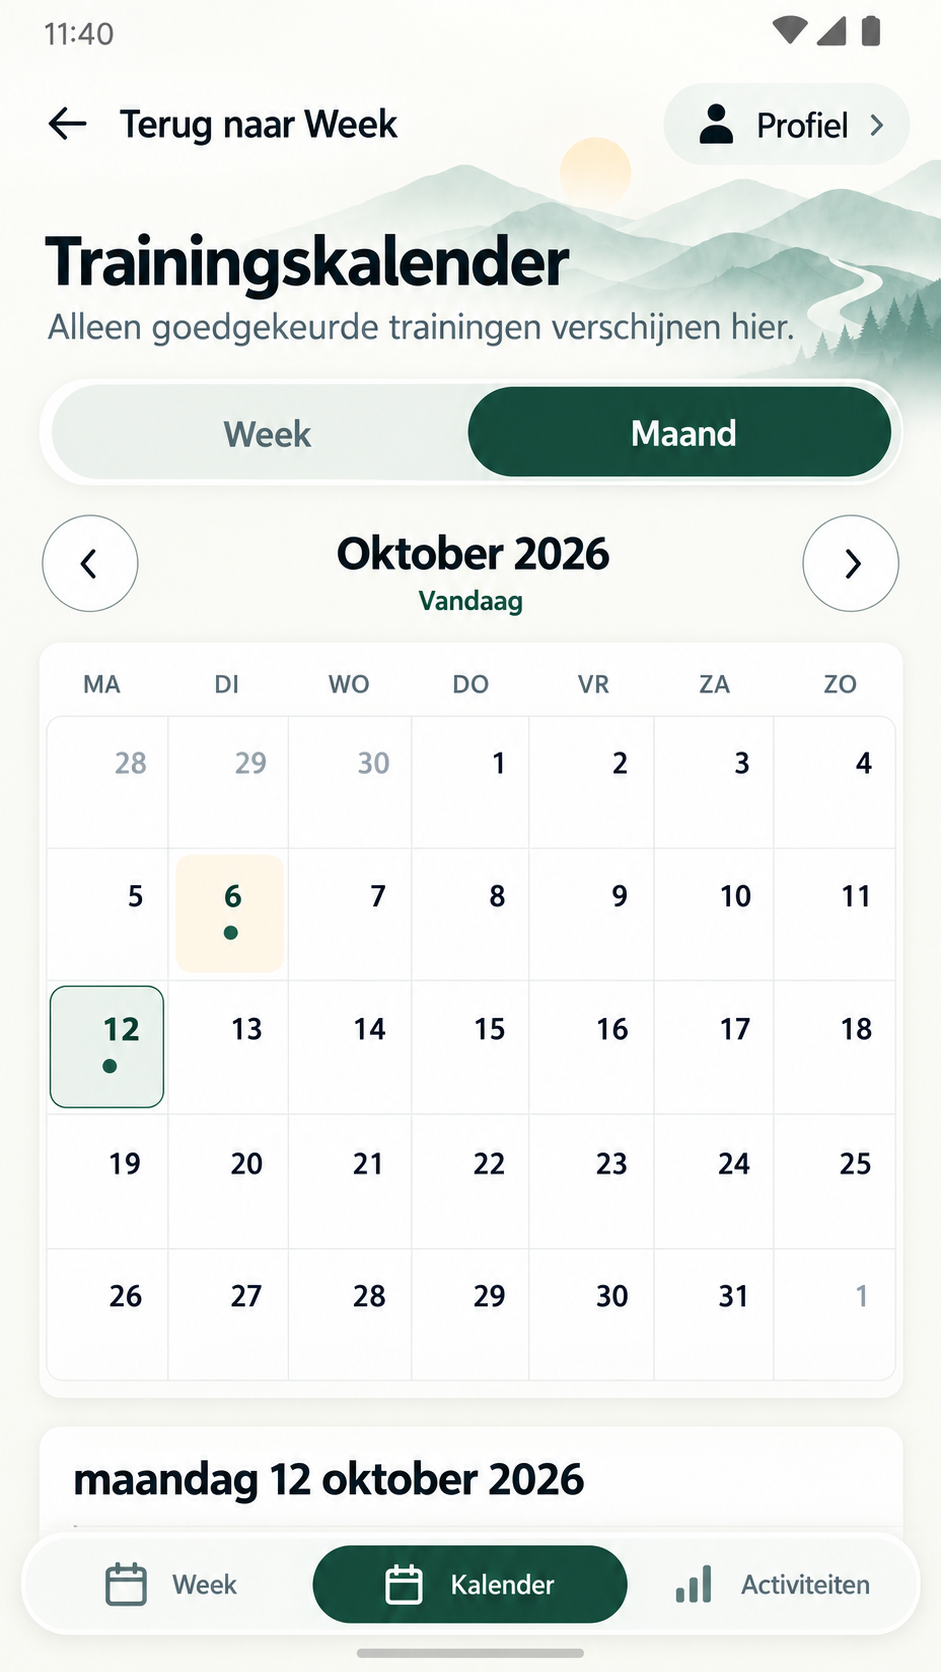 11:40
Terug naar Week
Profiel
Trainingskalender
Alleen goedgekeurde trainingen verschijnen hier.
Week Maand
Oktober 2026
Vandaag
MA DI WO DO VR ZA ZO
28 29 30 1 2 3 4
5 6 7 8 9 10 11
12 13 14 15 16 17 18
19 20 21 22 23 24 25
26 27 28 29 30 31 1
maandag 12 oktober 2026
Week Kalender Activiteiten